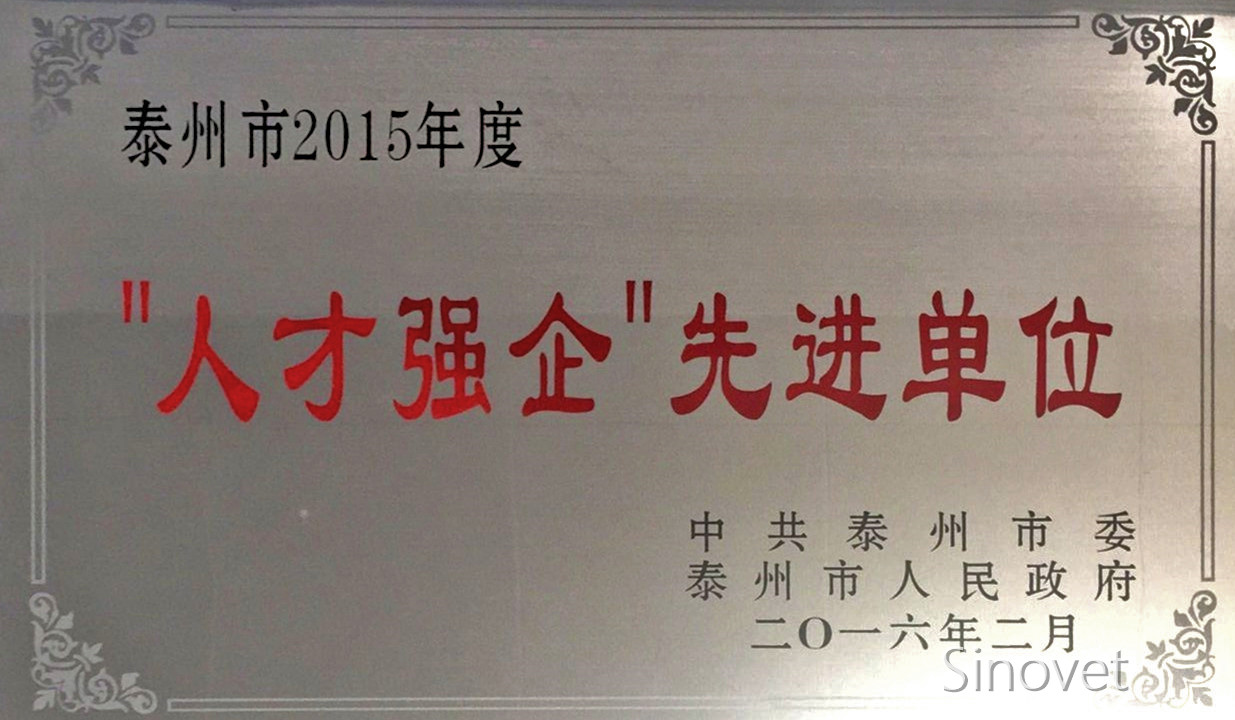 泰州市2015年度
"人才强企"先进单位
中共泰州市委
泰州市人民政府
二〇一六年二月
Sinovet